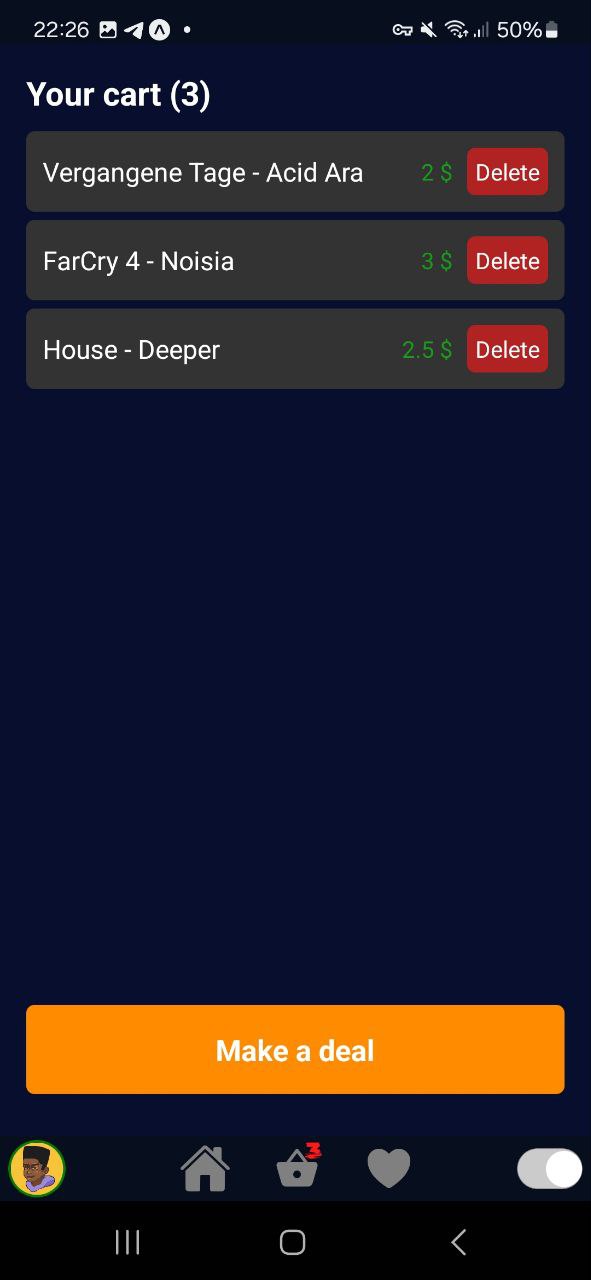 22:26 50%
Your cart (3)
Vergangene Tage - Acid Ara 2 $ Delete
FarCry 4 - Noisia 3 $ Delete
House - Deeper 2.5 $ Delete
Make a deal
3